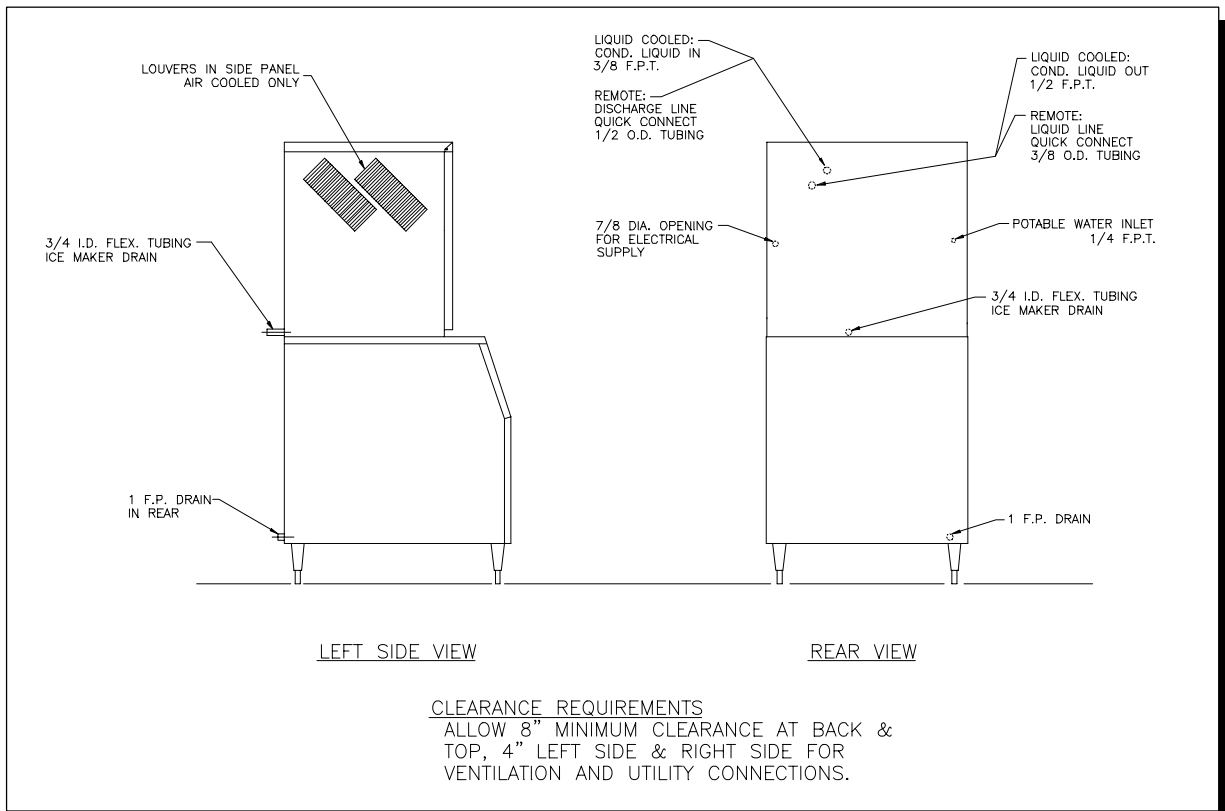 LOUVERS IN SIDE PANEL
AIR COOLED ONLY
3/4 I.D. FLEX. TUBING
ICE MAKER DRAIN
1 F.P. DRAIN
IN REAR
LEFT SIDE VIEW
LIQUID COOLED:
COND. LIQUID IN
3/8 F.P.T.
REMOTE:
DISCHARGE LINE
QUICK CONNECT
1/2 O.D. TUBING
LIQUID COOLED:
COND. LIQUID OUT
1/2 F.P.T.
REMOTE:
LIQUID LINE
QUICK CONNECT
3/8 O.D. TUBING
7/8 DIA. OPENING
FOR ELECTRICAL
SUPPLY
POTABLE WATER INLET
1/4 F.P.T.
3/4 I.D. FLEX. TUBING
ICE MAKER DRAIN
1 F.P. DRAIN
REAR VIEW
CLEARANCE REQUIREMENTS
ALLOW 8" MINIMUM CLEARANCE AT BACK &
TOP, 4" LEFT SIDE & RIGHT SIDE FOR
VENTILATION AND UTILITY CONNECTIONS.